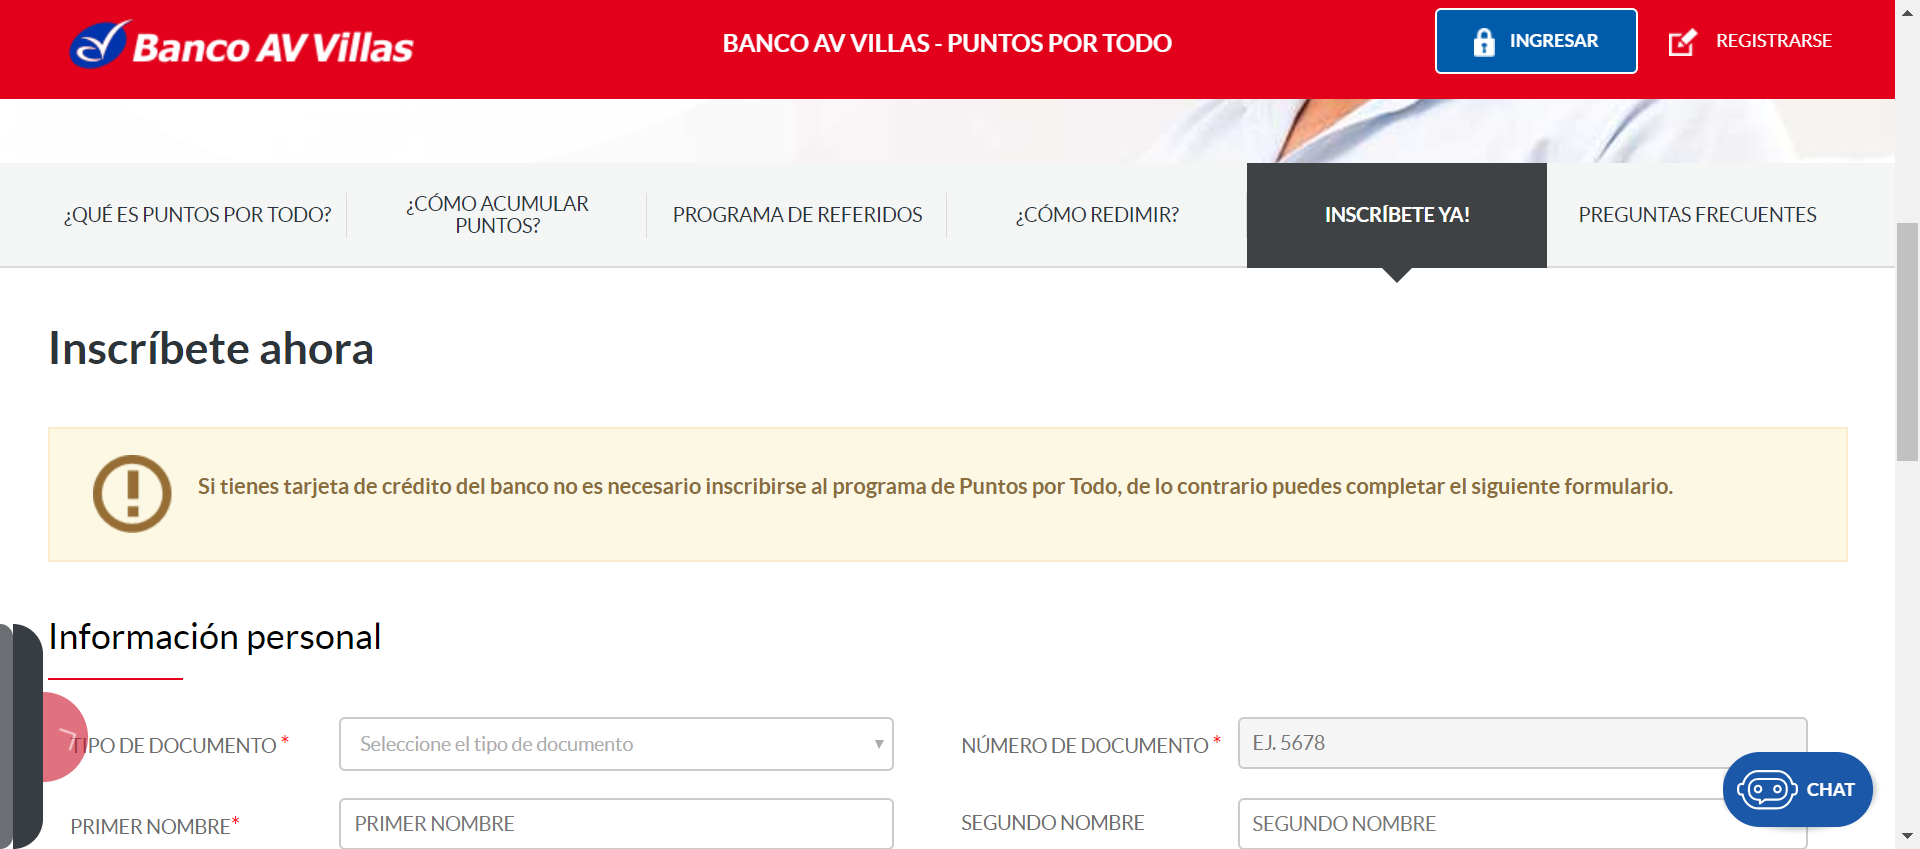 Banco AV Villas
BANCO AV VILLAS - PUNTOS POR TODO
INGRESAR
REGISTRARSE
¿QUÉ ES PUNTOS POR TODO?
¿CÓMO ACUMULAR
PUNTOS?
PROGRAMA DE REFERIDOS
¿CÓMO REDIMIR?
INSCRÍBETE YA!
PREGUNTAS FRECUENTES
Inscríbete ahora
Si tienes tarjeta de crédito del banco no es necesario inscribirse al programa de Puntos por Todo, de lo contrario puedes completar el siguiente formulario.
Información personal
TIPO DE DOCUMENTO *
Seleccione el tipo de documento
NÚMERO DE DOCUMENTO *
EJ. 5678
PRIMER NOMBRE*
PRIMER NOMBRE
SEGUNDO NOMBRE
SEGUNDO NOMBRE
CHAT